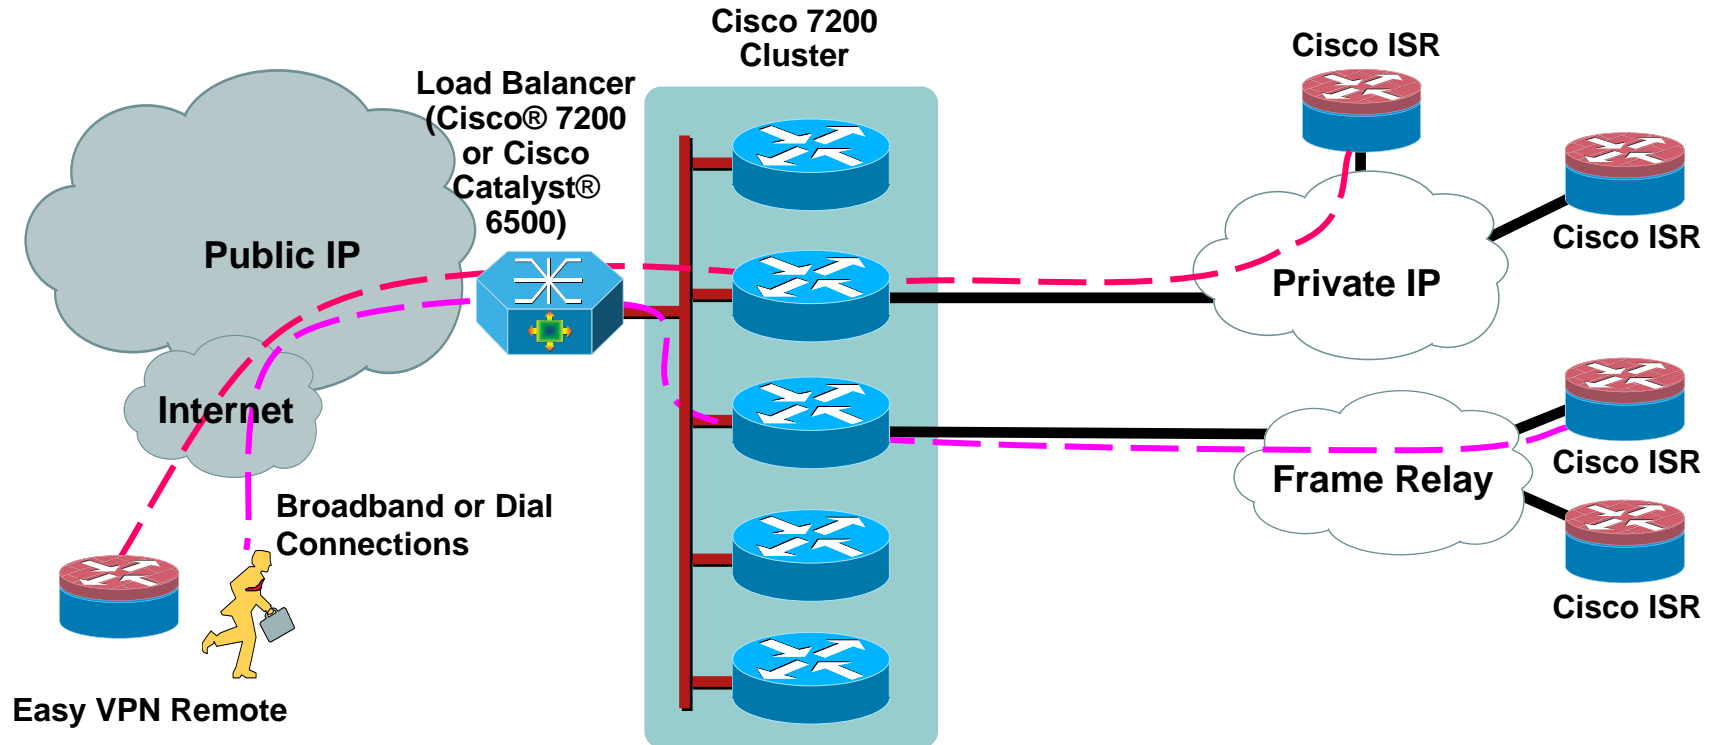 Cisco 7200
Cluster
Cisco ISR
Load Balancer
(Cisco® 7200
or Cisco
Catalyst®
6500)
Cisco ISR
Public IP
Private IP
Internet
Cisco ISR
Frame Relay
Broadband or Dial
Connections
Cisco ISR
Easy VPN Remote